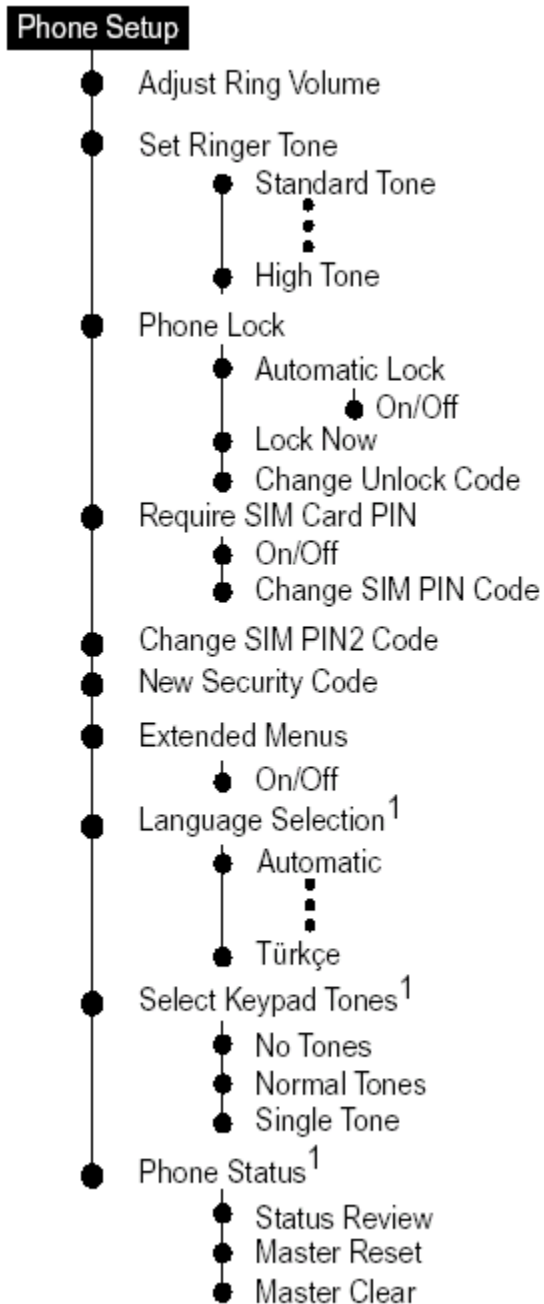 Phone Setup
Adjust Ring Volume
Set Ringer Tone
Standard Tone
High Tone
Phone Lock
Automatic Lock
On/Off
Lock Now
Change Unlock Code
Require SIM Card PIN
On/Off
Change SIM PIN Code
Change SIM PIN2 Code
New Security Code
Extended Menus
On/Off
Language Selection1
Automatic
Türkçe
Select Keypad Tones1
No Tones
Normal Tones
Single Tone
Phone Status1
Status Review
Master Reset
Master Clear